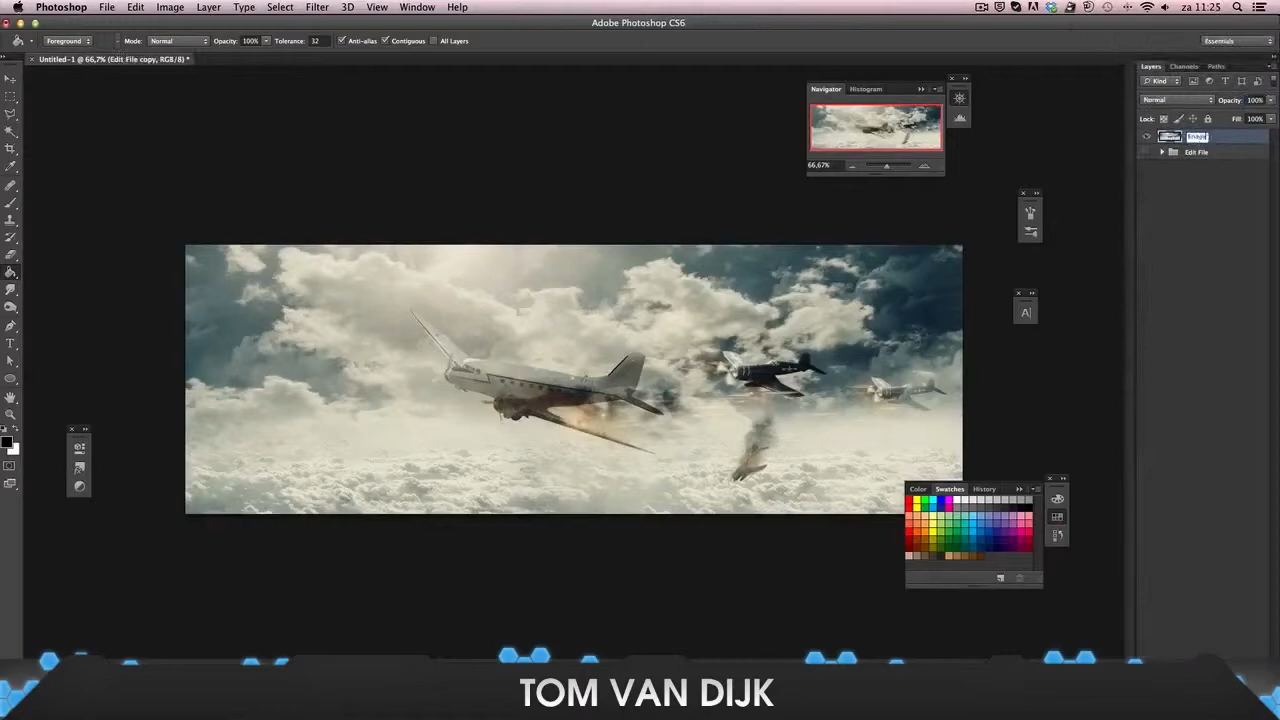 Photoshop File Edit Image Layer Type Select Filter 3D View Window Help
za 11:25
Adobe Photoshop CS6
Foreground
Mode: Normal
Opacity: 100%
Tolerance: 32
Anti-alias
Contiguous
All Layers
Essentials
Untitled-1 @ 66,7% (Edit File copy, RGB/8) *
Layers Channels Paths
Kind
Normal
Opacity: 100%
Lock:
Fill: 100%
Edit File
Navigator Histogram
66,67%
A
Color Swatches History
TOM VAN DIJK